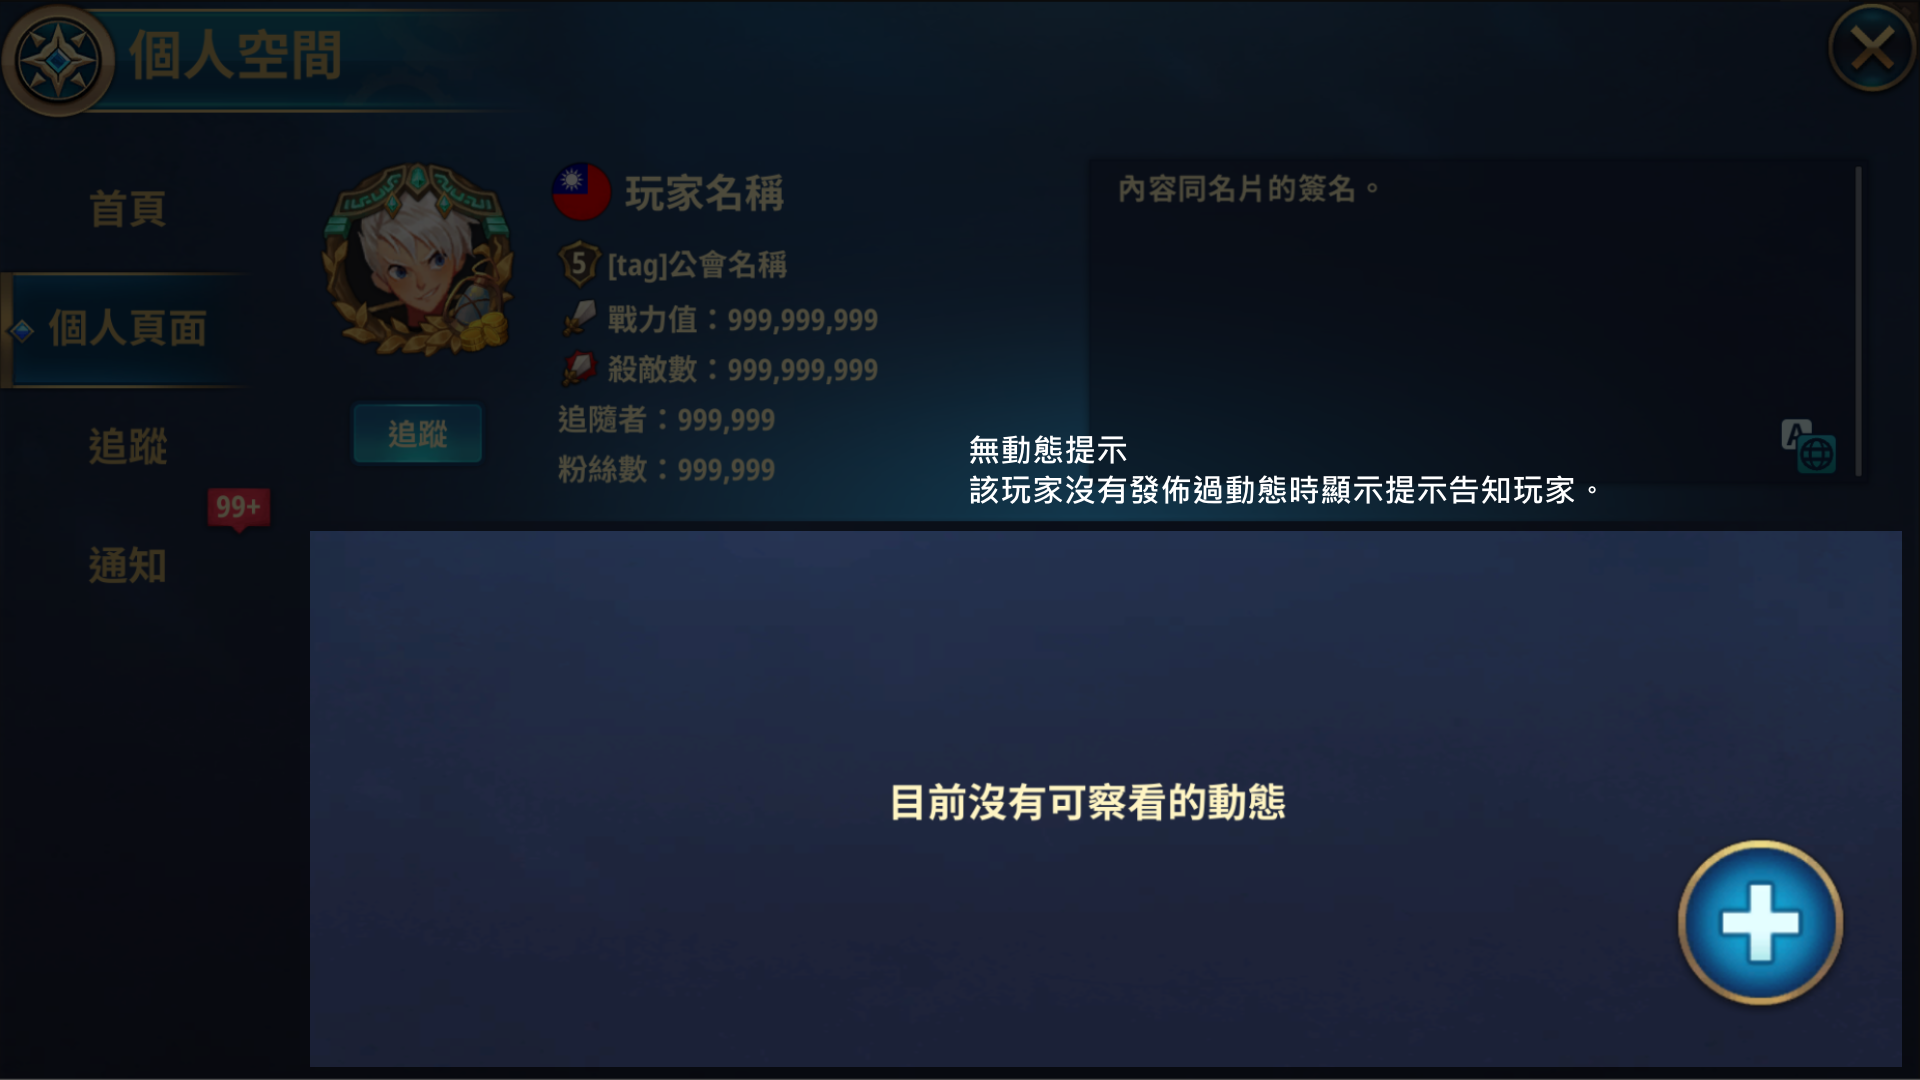 個人空間
首頁
個人頁面
追蹤
99+
通知
玩家名稱
5 [tag]公會名稱
戰力值：999,999,999
殺敵數：999,999,999
追隨者：999,999
粉絲數：999,999
追蹤
內容同名片的簽名。
A
無動態提示
該玩家沒有發佈過動態時顯示提示告知玩家。
目前沒有可察看的動態